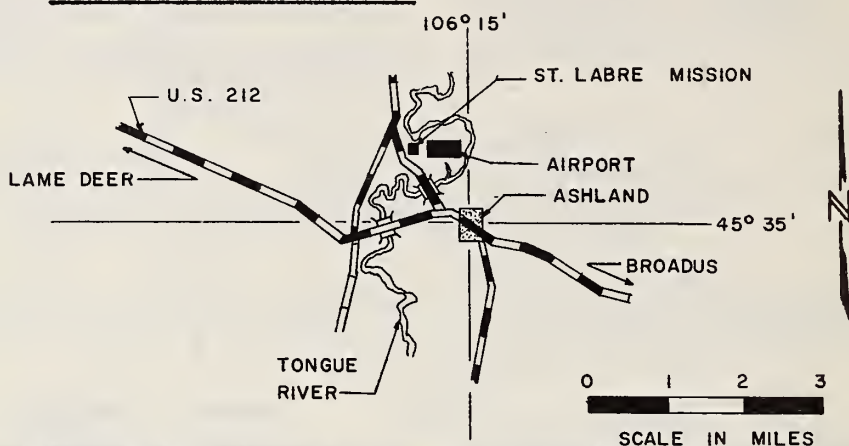 106° 15'
ST. LABRE MISSION
U.S. 212
AIRPORT
LAME DEER
ASHLAND
45° 35'
BROADUS
N
TONGUE
RIVER
0 1 2 3
SCALE IN MILES